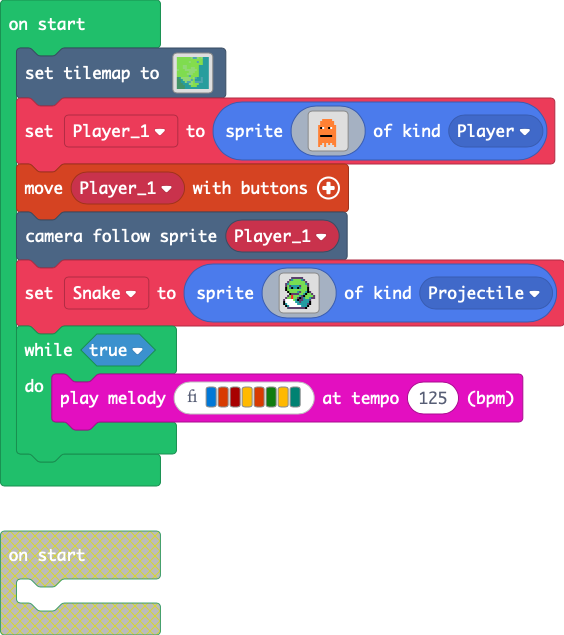 on start
set tilemap to
set Player_1 to sprite of kind Player
move Player_1 with buttons
camera follow sprite Player_1
set Snake to sprite of kind Projectile
while true
do
play melody at tempo 125 (bpm)
on start